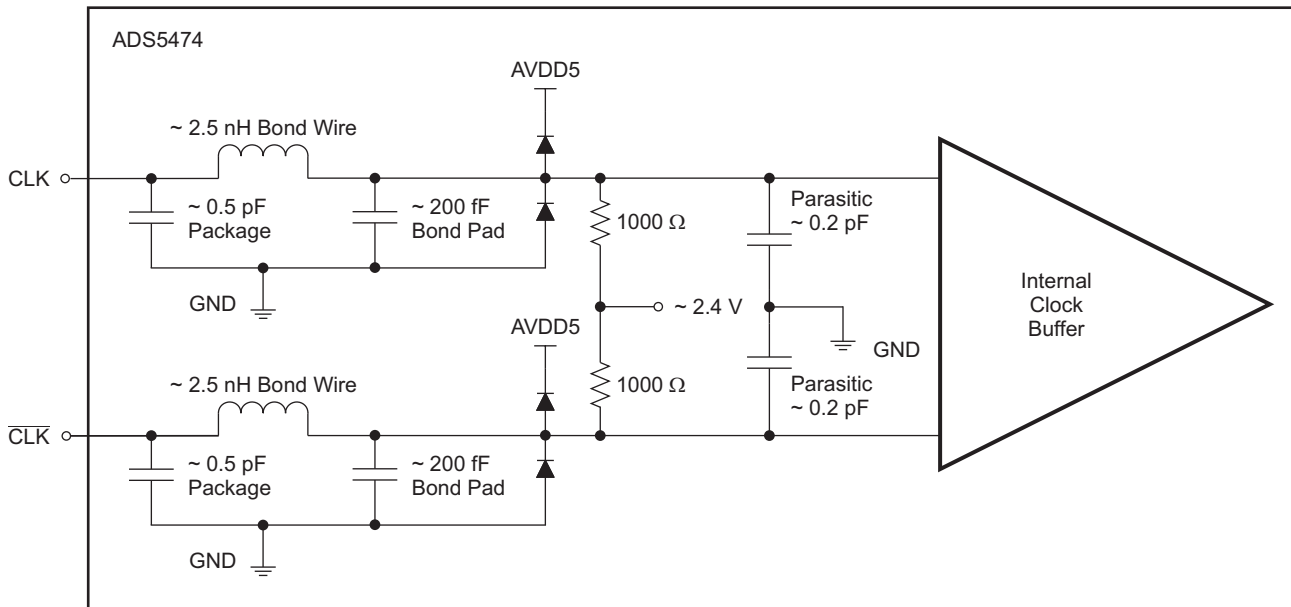 ADS5474
AVDD5
~ 2.5 nH Bond Wire
CLK
~ 0.5 pF
Package
~ 200 fF
Bond Pad
1000 Ω
Parasitic
~ 0.2 pF
GND
~ 2.4 V
Internal
Clock
Buffer
AVDD5
GND
~ 2.5 nH Bond Wire
1000 Ω
Parasitic
~ 0.2 pF
C̅L̅K̅
~ 0.5 pF
Package
~ 200 fF
Bond Pad
GND